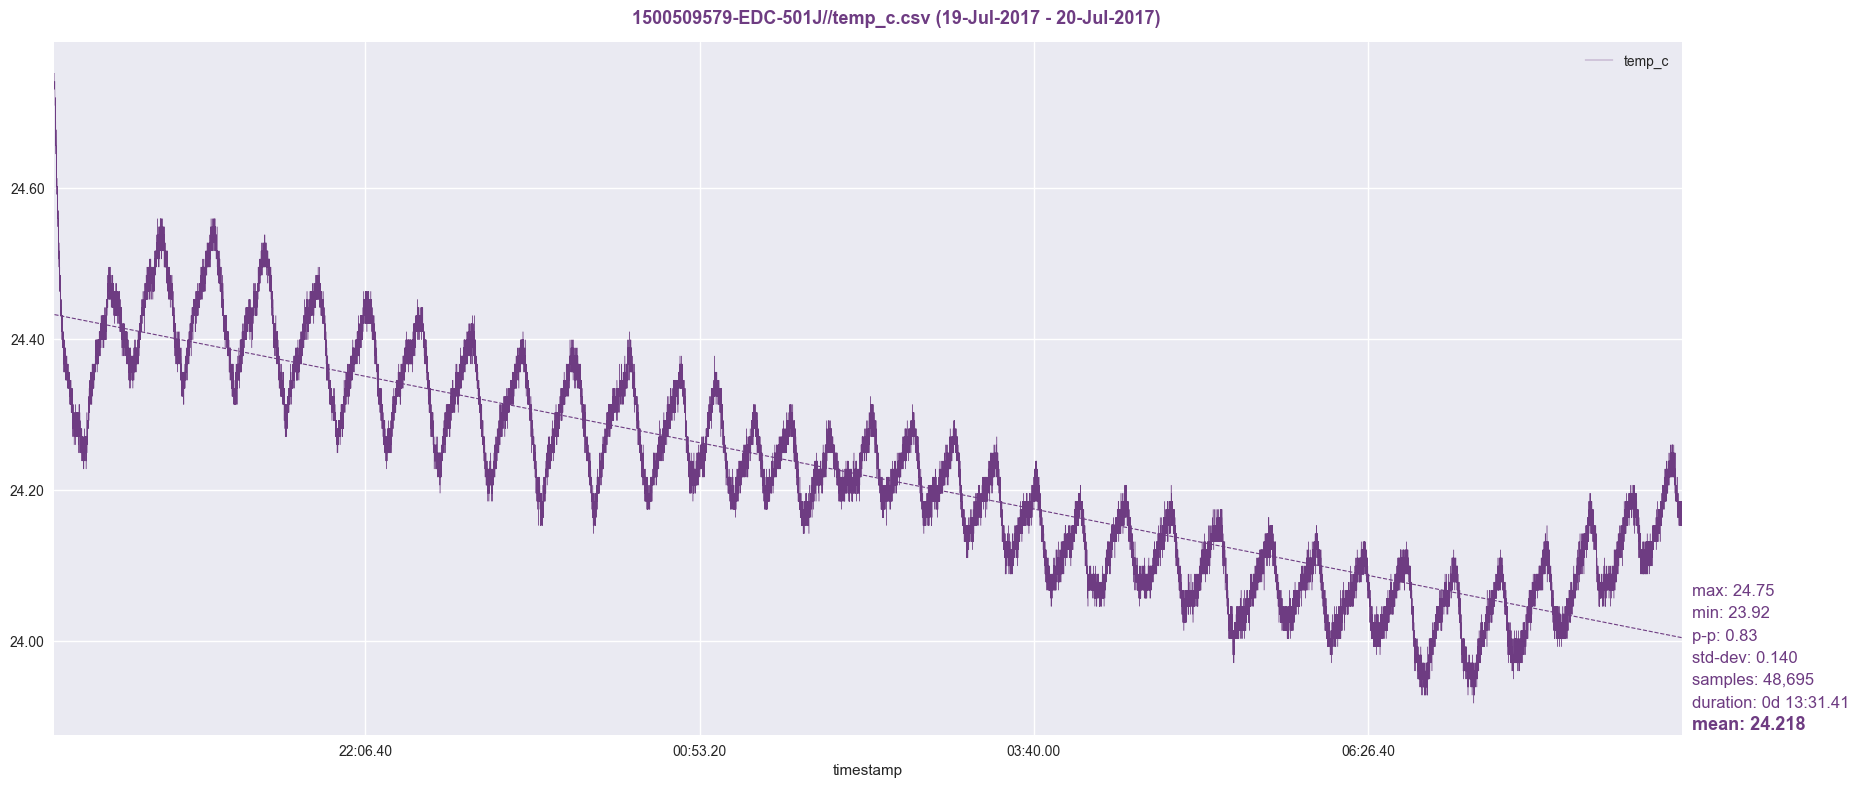 1500509579-EDC-501J//temp_c.csv (19-Jul-2017 - 20-Jul-2017)
temp_c
24.60
24.40
24.20
24.00
max: 24.75
min: 23.92
p-p: 0.83
std-dev: 0.140
samples: 48,695
duration: 0d 13:31.41
mean: 24.218
22:06.40
00:53.20
03:40.00
06:26.40
timestamp